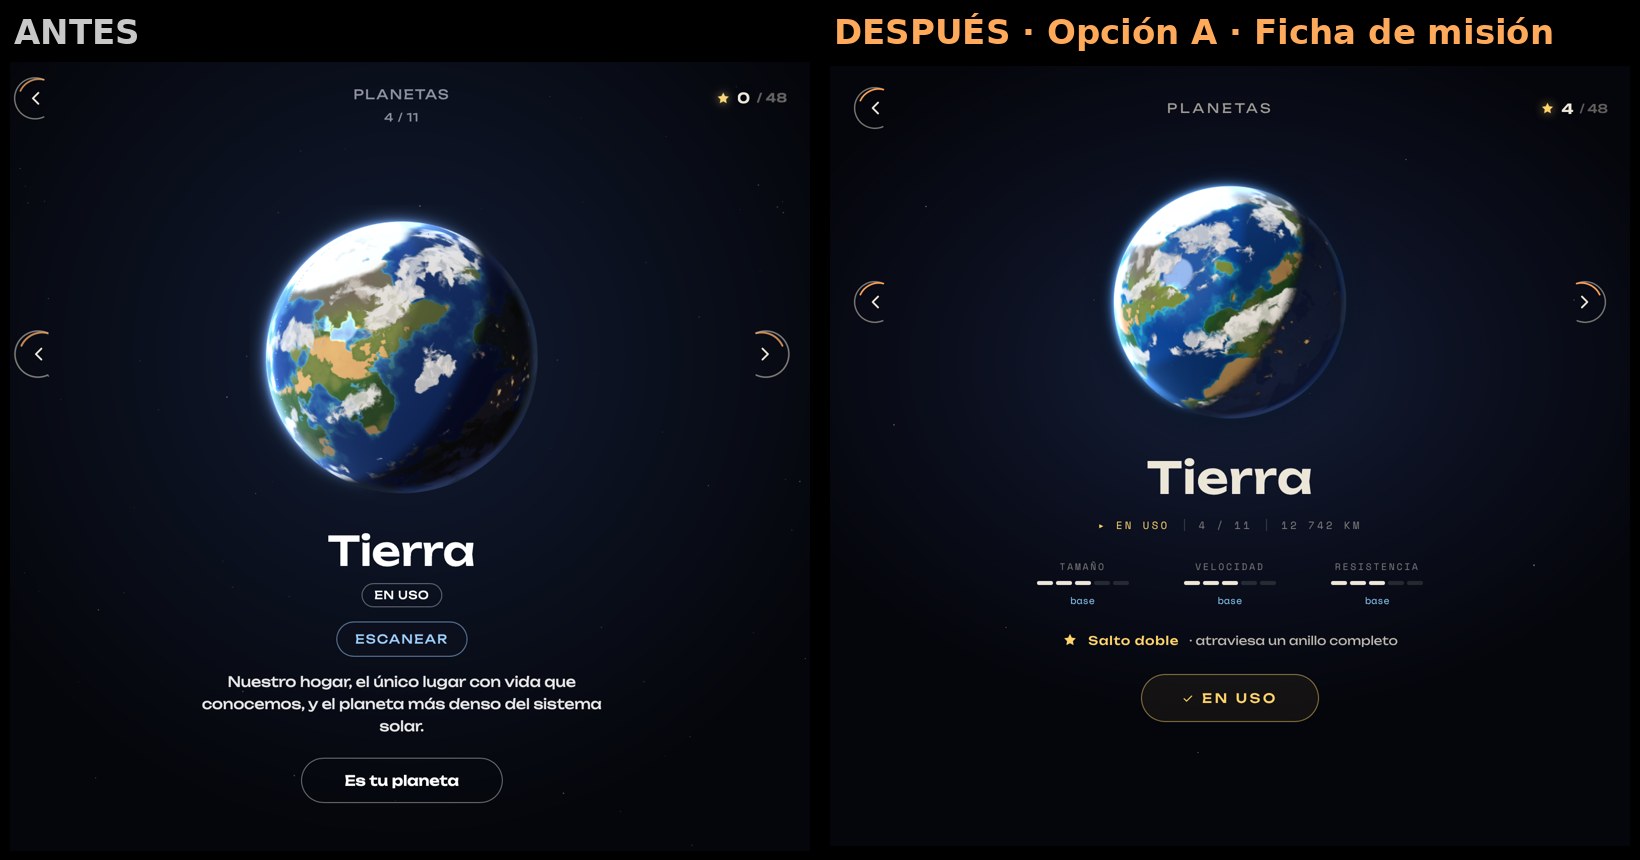 ANTES
PLANETAS
4 / 11
0 / 48
Tierra
EN USO
ESCANEAR
Nuestro hogar, el único lugar con vida que
conocemos, y el planeta más denso del sistema
solar.
Es tu planeta
DESPUÉS · Opción A · Ficha de misión
PLANETAS
4 / 48
Tierra
▸ EN USO | 4 / 11 | 12 742 KM
TAMAÑO VELOCIDAD RESISTENCIA
base base base
★ Salto doble · atraviesa un anillo completo
✓ EN USO